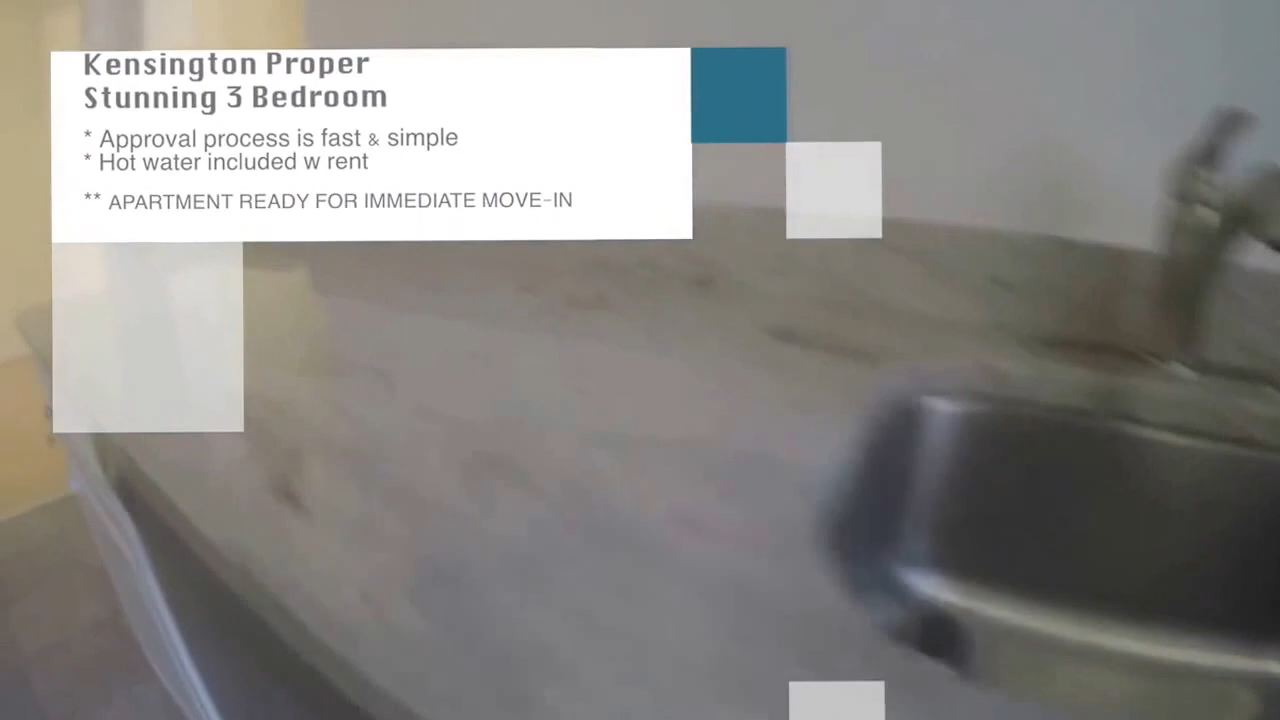 Kensington Proper
Stunning 3 Bedroom
* Approval process is fast & simple
* Hot water included w rent
** APARTMENT READY FOR IMMEDIATE MOVE-IN